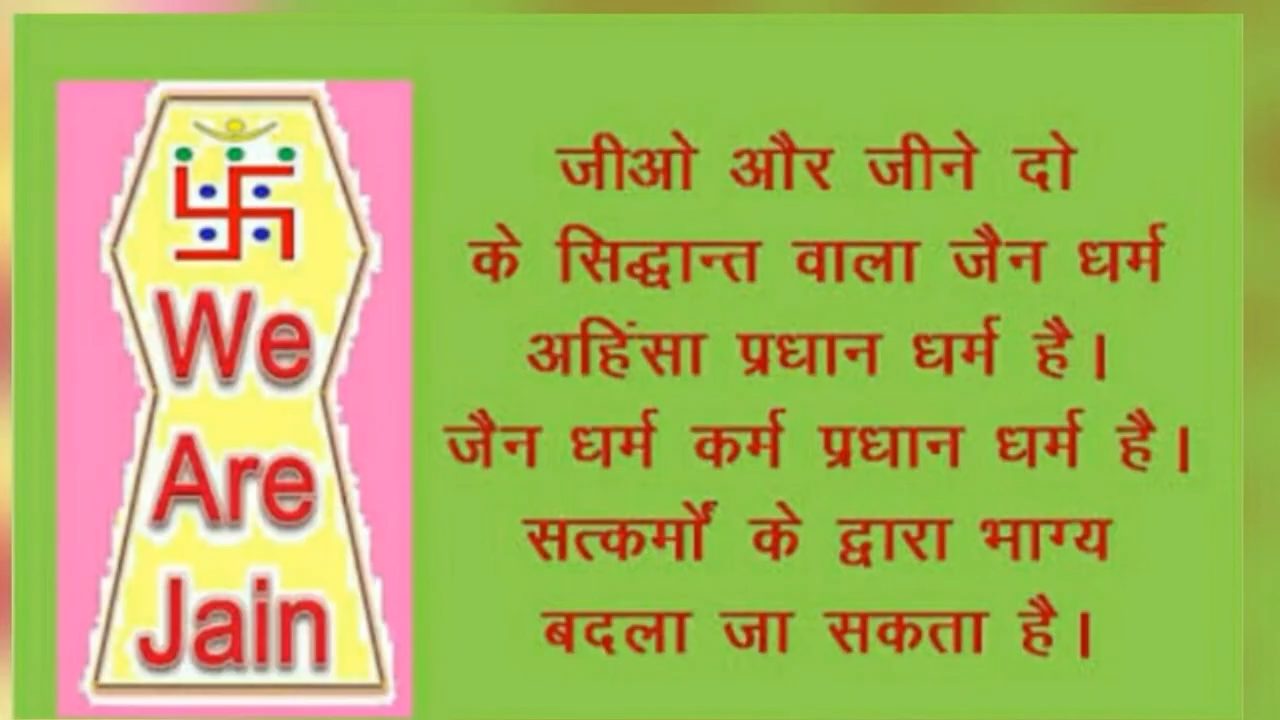 We
Are
Jain
जीओ और जीने दो
के सिद्धान्त वाला जैन धर्म
अहिंसा प्रधान धर्म है।
जैन धर्म कर्म प्रधान धर्म है।
सत्कर्मों के द्वारा भाग्य
बदला जा सकता है।